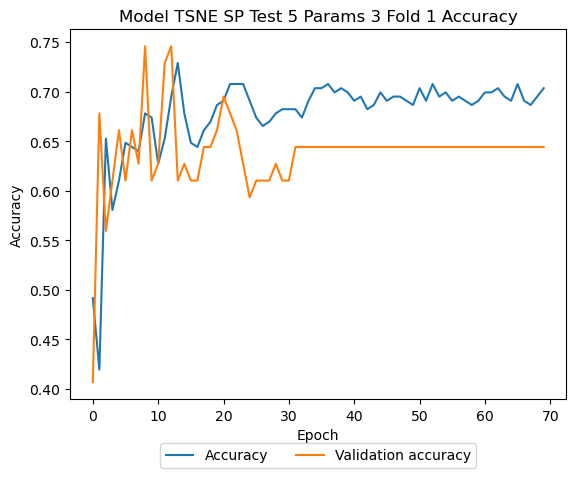 Model TSNE SP Test 5 Params 3 Fold 1 Accuracy
0.75
0.70
0.65
0.60
0.55
0.50
0.45
0.40
Accuracy
0 10 20 30 40 50 60 70
Epoch
Accuracy Validation accuracy